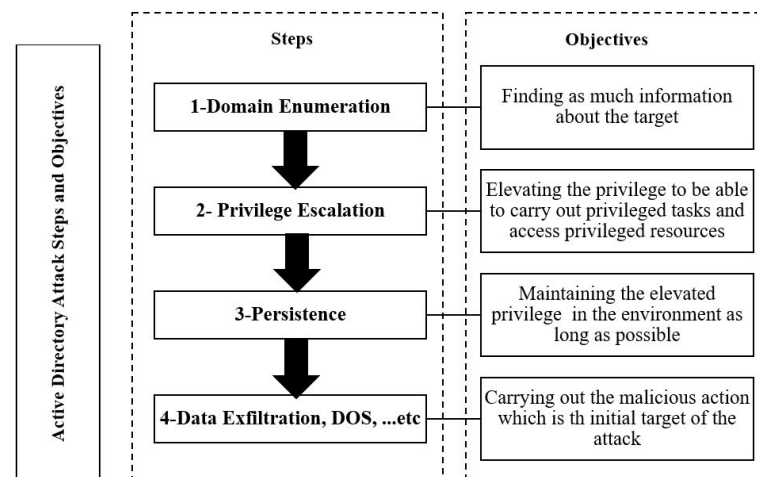 Active Directory Attack Steps and Objectives
Steps
Objectives
1-Domain Enumeration
Finding as much information
about the target
2- Privilege Escalation
Elevating the privilege to be able
to carry out privileged tasks and
access privileged resources
3-Persistence
Maintaining the elevated
privilege in the environment as
long as possible
4-Data Exfiltration, DOS, ...etc
Carrying out the malicious action
which is th initial target of the
attack